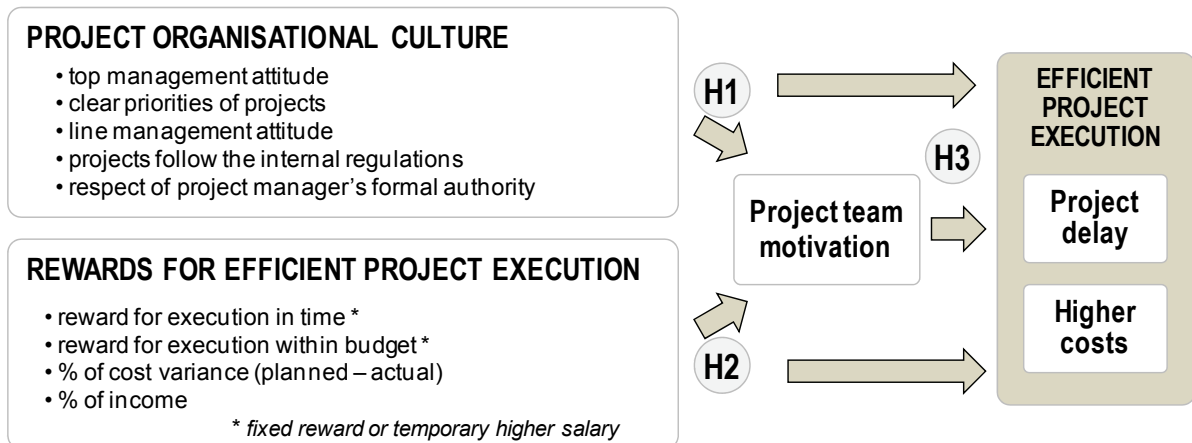 PROJECT ORGANISATIONAL CULTURE
• top management attitude
• clear priorities of projects
• line management attitude
• projects follow the internal regulations
• respect of project manager's formal authority
REWARDS FOR EFFICIENT PROJECT EXECUTION
• reward for execution in time *
• reward for execution within budget *
• % of cost variance (planned – actual)
• % of income
* fixed reward or temporary higher salary
H1
H2
Project team
motivation
H3
EFFICIENT
PROJECT
EXECUTION
Project
delay
Higher
costs